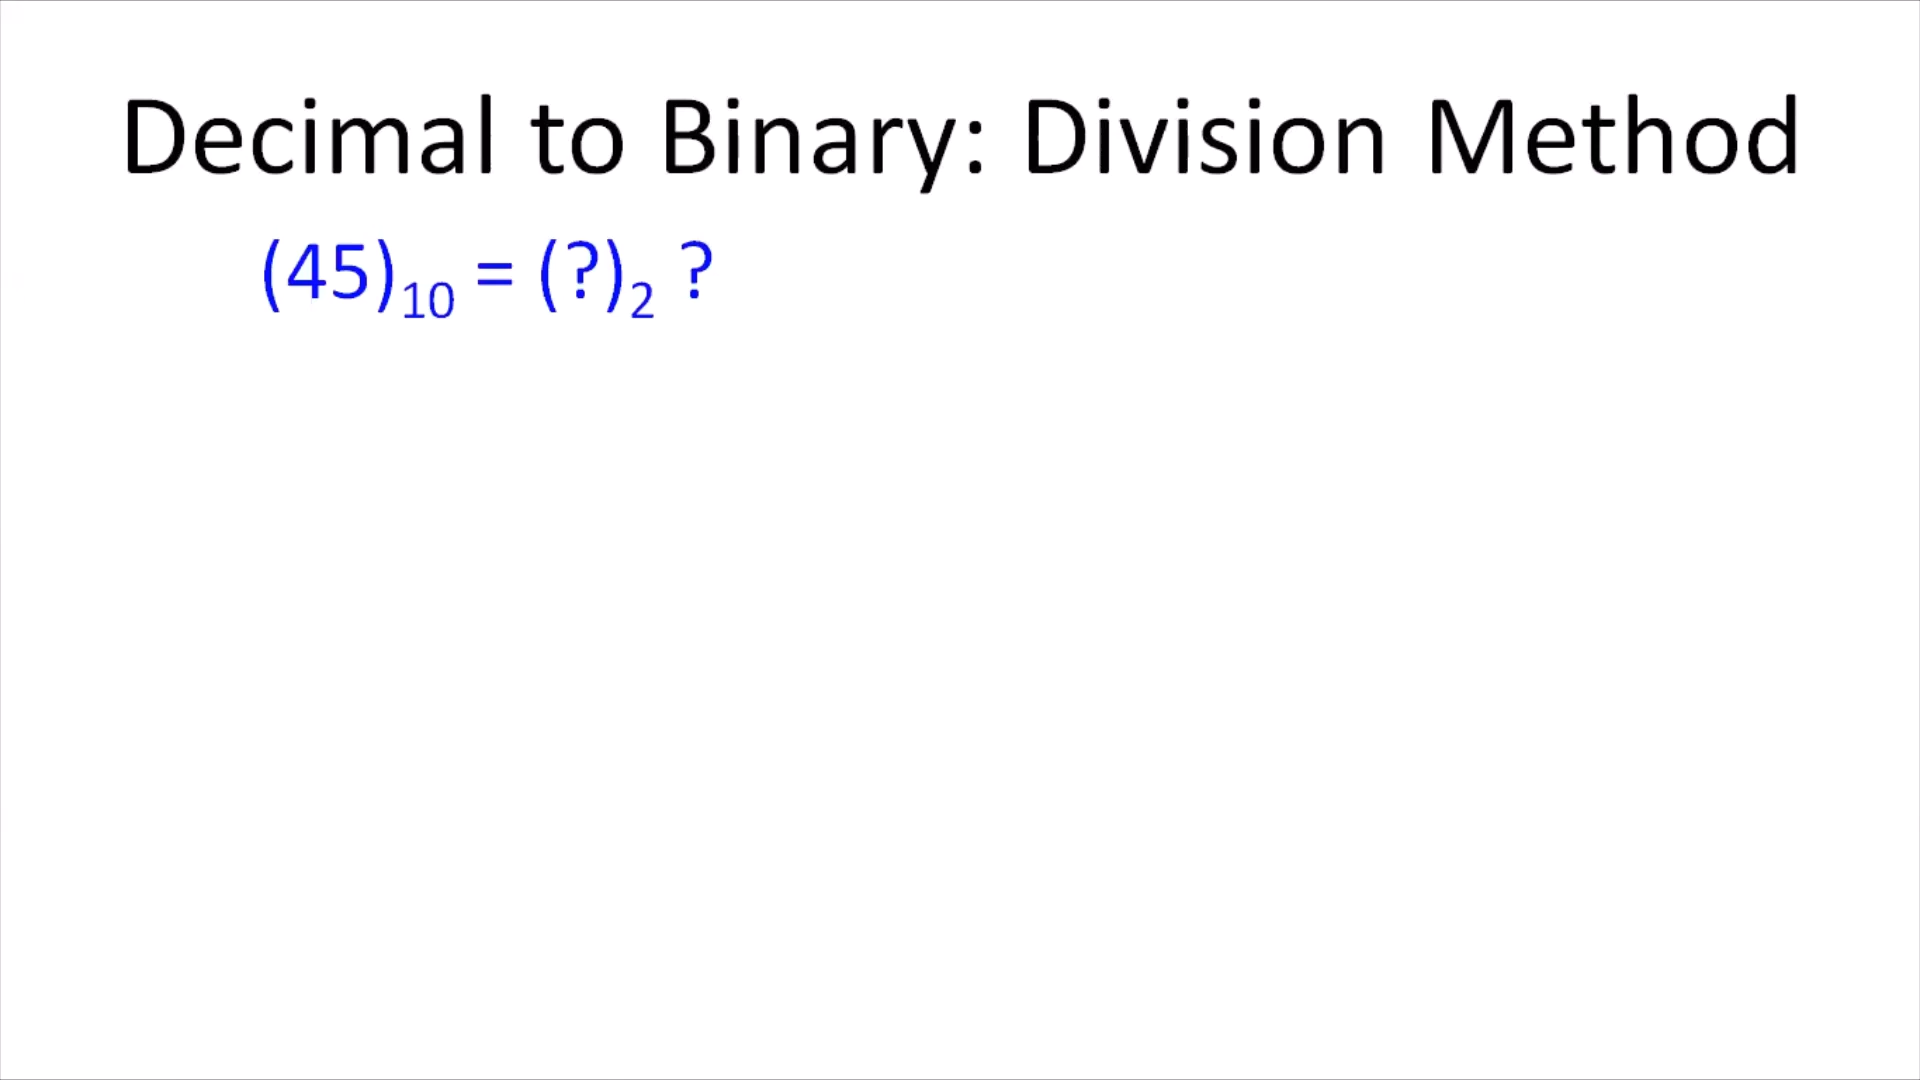 Decimal to Binary: Division Method
(45)₁₀ = (?)₂ ?